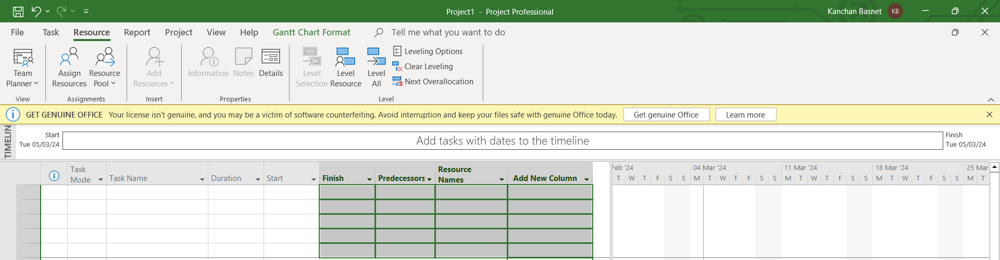 Project1 - Project Professional
Kanchan Basnet KB
File Task Resource Report Project View Help Gantt Chart Format Tell me what you want to do
Team Planner
View
Assign Resources
Resource Pool
Assignments
Add Resources
Insert
Information
Notes
Details
Properties
Level Selection
Level Resource
Level All
Leveling Options
Clear Leveling
Next Overallocation
Level
GET GENUINE OFFICE Your license isn't genuine, and you may be a victim of software counterfeiting. Avoid interruption and keep your files safe with genuine Office today. Get genuine Office Learn more
TIMELIN
Start
Tue 05/03/24
Add tasks with dates to the timeline
Finish
Tue 05/03/24
Task Mode
Task Name
Duration
Start
Finish
Predecessors
Resource Names
Add New Column
Feb '24 04 Mar '24 11 Mar '24 18 Mar '24 25 Mar
T W T F S S M T W T F S S M T W T F S S M T W T F S S M T